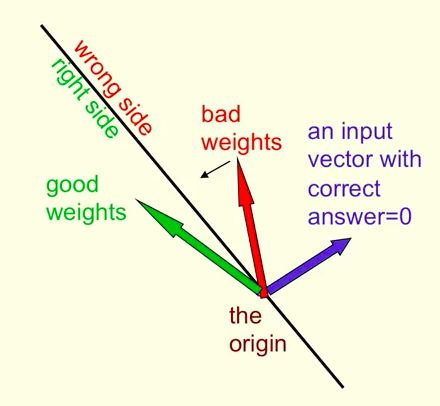 wrong side
right side
bad
weights
an input
vector with
correct
answer=0
good
weights
the
origin